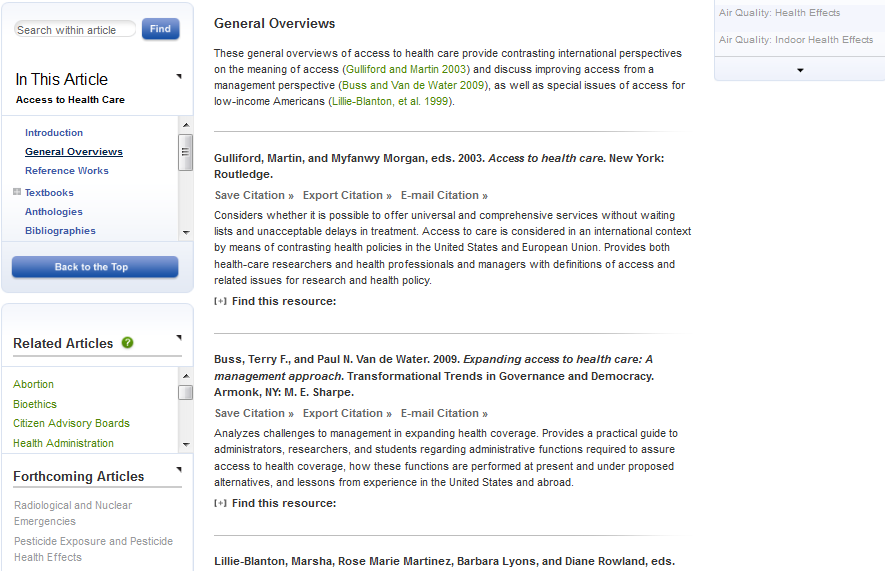 Search within article
Find
In This Article
Access to Health Care
Introduction
General Overviews
Reference Works
Textbooks
Anthologies
Bibliographies
Back to the Top
Related Articles
?
Abortion
Bioethics
Citizen Advisory Boards
Health Administration
Forthcoming Articles
Radiological and Nuclear
Emergencies
Pesticide Exposure and Pesticide
Health Effects
General Overviews
These general overviews of access to health care provide contrasting international perspectives
on the meaning of access (Gulliford and Martin 2003) and discuss improving access from a
management perspective (Buss and Van de Water 2009), as well as special issues of access for
low-income Americans (Lillie-Blanton, et al. 1999).
Gulliford, Martin, and Myfanwy Morgan, eds. 2003. Access to health care. New York:
Routledge.
Save Citation » Export Citation » E-mail Citation »
Considers whether it is possible to offer universal and comprehensive services without waiting
lists and unacceptable delays in treatment. Access to care is considered in an international context
by means of contrasting health policies in the United States and European Union. Provides both
health-care researchers and health professionals and managers with definitions of access and
related issues for research and health policy.
[+] Find this resource:
Buss, Terry F., and Paul N. Van de Water. 2009. Expanding access to health care: A
management approach. Transformational Trends in Governance and Democracy.
Armonk, NY: M. E. Sharpe.
Save Citation » Export Citation » E-mail Citation »
Analyzes challenges to management in expanding health coverage. Provides a practical guide to
administrators, researchers, and students regarding administrative functions required to assure
access to health coverage, how these functions are performed at present and under proposed
alternatives, and lessons from experience in the United States and abroad.
[+] Find this resource:
Lillie-Blanton, Marsha, Rose Marie Martinez, Barbara Lyons, and Diane Rowland, eds.
Air Quality: Health Effects
Air Quality: Indoor Health Effects